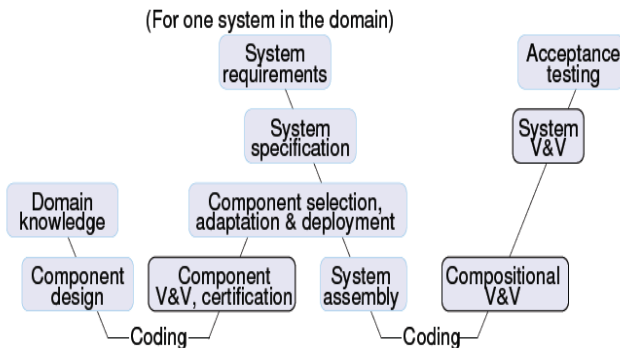 (For one system in the domain)
System
requirements
Acceptance
testing
System
specification
System
V&V
Domain
knowledge
Component selection,
adaptation & deployment
Component
design
Component
V&V, certification
System
assembly
Compositional
V&V
Coding
Coding